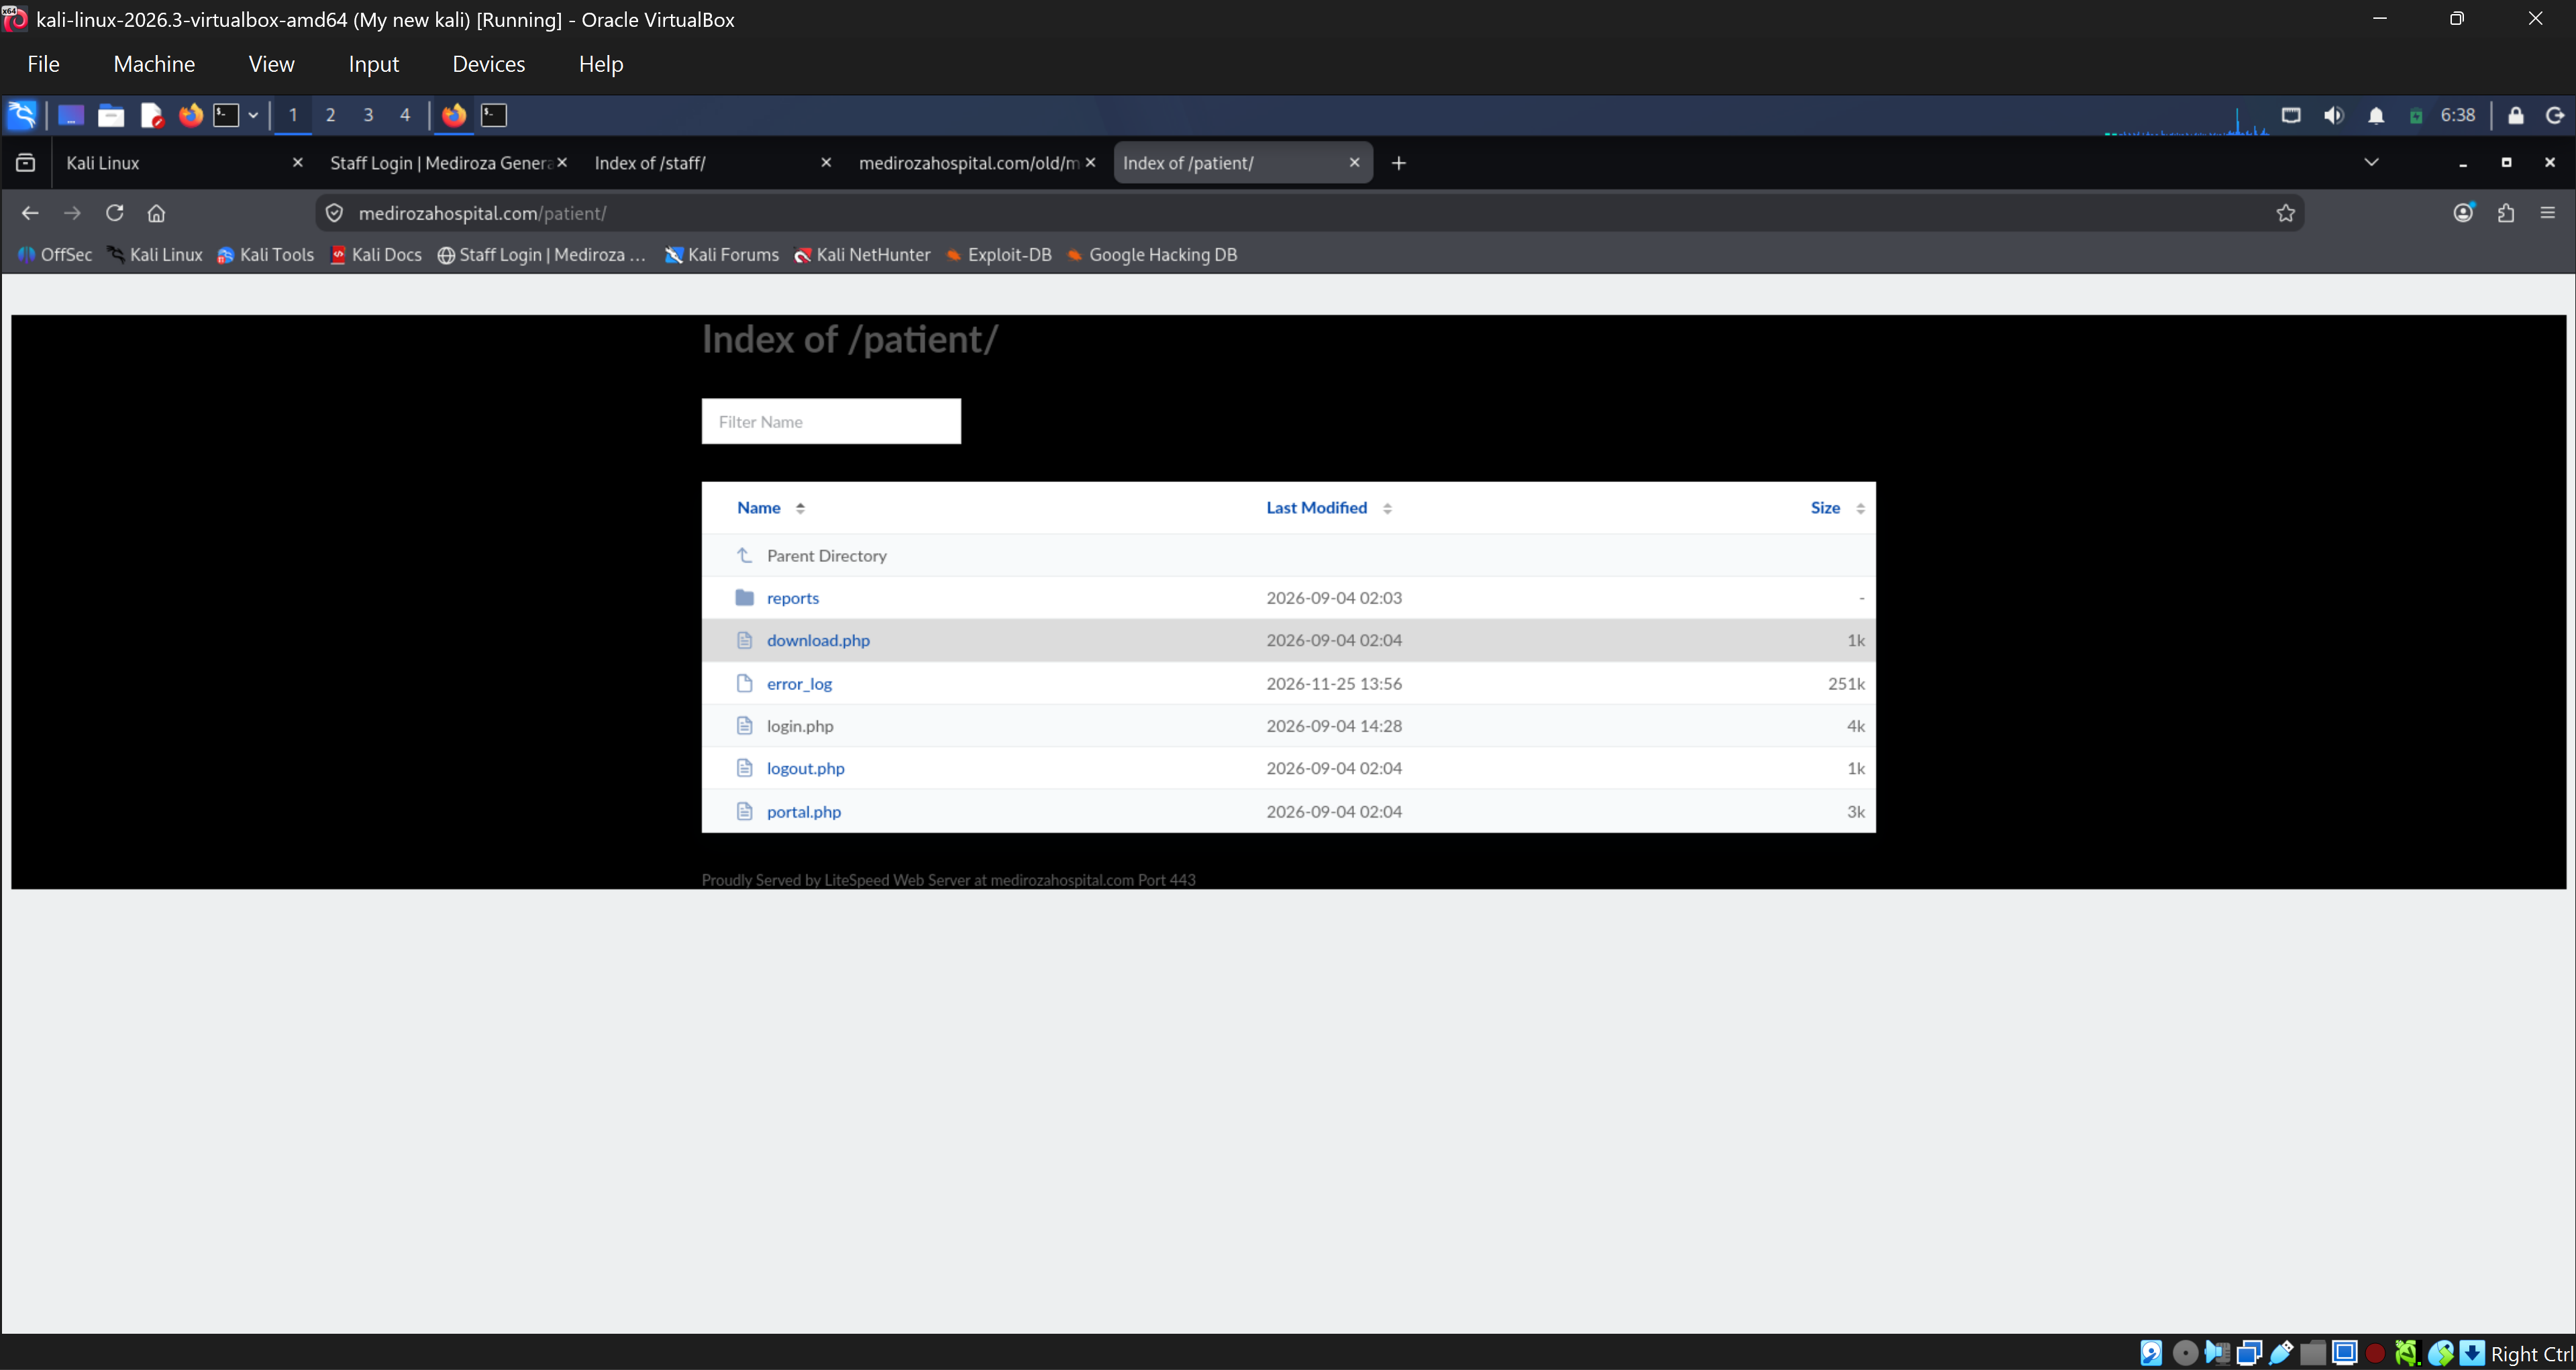 kali-linux-2026.3-virtualbox-amd64 (My new kali) [Running] - Oracle VirtualBox
File Machine View Input Devices Help
1 2 3 4 6:38
Kali Linux Staff Login | Mediroza Genera Index of /staff/ medirozahospital.com/old/m Index of /patient/
medirozahospital.com/patient/
OffSec Kali Linux Kali Tools Kali Docs Staff Login | Mediroza ... Kali Forums Kali NetHunter Exploit-DB Google Hacking DB
Index of /patient/
Filter Name
Name Last Modified Size
Parent Directory
reports 2026-09-04 02:03 -
download.php 2026-09-04 02:04 1k
error_log 2026-11-25 13:56 251k
login.php 2026-09-04 14:28 4k
logout.php 2026-09-04 02:04 1k
portal.php 2026-09-04 02:04 3k
Proudly Served by LiteSpeed Web Server at medirozahospital.com Port 443
Right Ctrl